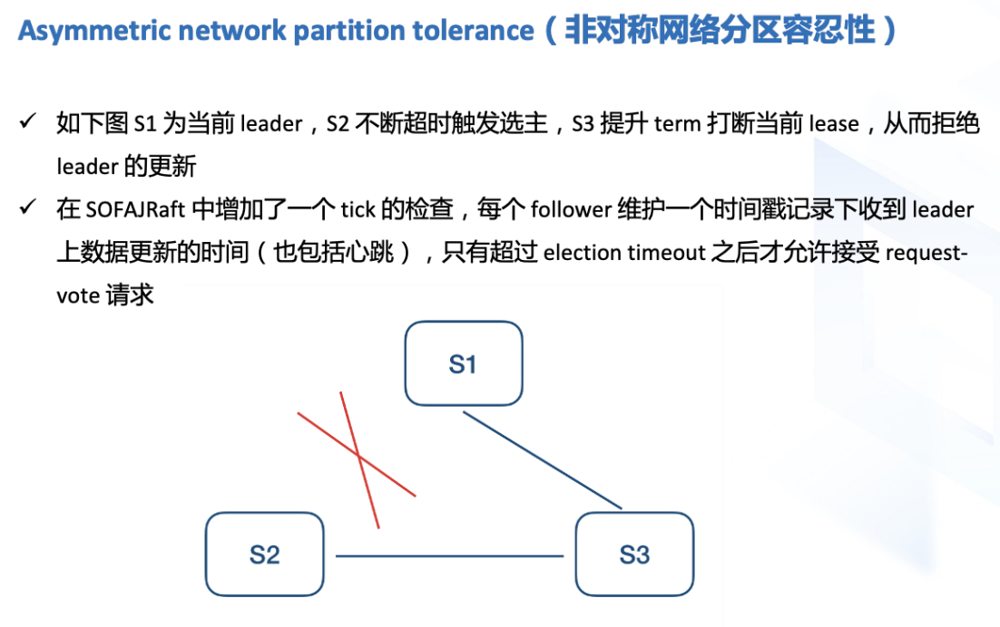 Asymmetric network partition tolerance（非对称网络分区容忍性）
✓ 如下图 S1 为当前 leader，S2 不断超时触发选主，S3 提升 term 打断当前 lease，从而拒绝
leader 的更新
✓ 在 SOFAJRaft 中增加了一个 tick 的检查，每个 follower 维护一个时间戳记录下收到 leader
上数据更新的时间（也包括心跳），只有超过 election timeout 之后才允许接受 request-
vote 请求
S1
S2
S3